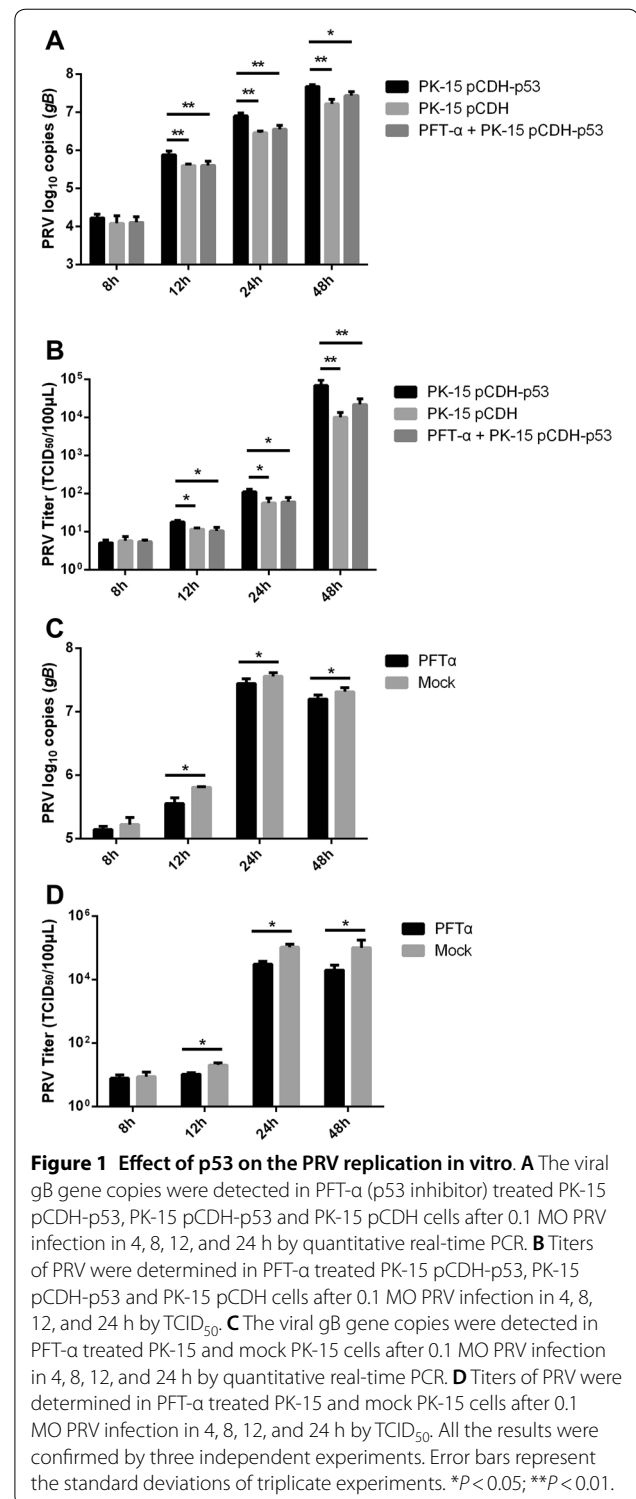 A
**
*
**
**
**
**
8
7
6
5
4
3
PRV log10 copies (gB)
8h
12h
24h
48h
PK-15 pCDH-p53
PK-15 pCDH
PFT-α + PK-15 pCDH-p53
B
**
**
*
*
*
*
10⁵
10⁴
10³
10²
10¹
10⁰
PRV Titer (TCID50/100μL)
8h
12h
24h
48h
PK-15 pCDH-p53
PK-15 pCDH
PFT-α + PK-15 pCDH-p53
C
*
*
*
8
7
6
5
PRV log10 copies (gB)
8h
12h
24h
48h
PFTα
Mock
D
*
*
*
10⁶
10⁴
10²
10⁰
PRV Titer (TCID50/100μL)
8h
12h
24h
48h
PFTα
Mock
Figure 1 Effect of p53 on the PRV replication in vitro. A The viral
gB gene copies were detected in PFT-α (p53 inhibitor) treated PK-15
pCDH-p53, PK-15 pCDH-p53 and PK-15 pCDH cells after 0.1 MO PRV
infection in 4, 8, 12, and 24 h by quantitative real-time PCR. B Titers
of PRV were determined in PFT-α treated PK-15 pCDH-p53, PK-15
pCDH-p53 and PK-15 pCDH cells after 0.1 MO PRV infection in 4, 8,
12, and 24 h by TCID50. C The viral gB gene copies were detected in
PFT-α treated PK-15 and mock PK-15 cells after 0.1 MO PRV infection
in 4, 8, 12, and 24 h by quantitative real-time PCR. D Titers of PRV were
determined in PFT-α treated PK-15 and mock PK-15 cells after 0.1
MO PRV infection in 4, 8, 12, and 24 h by TCID50. All the results were
confirmed by three independent experiments. Error bars represent
the standard deviations of triplicate experiments. *P < 0.05; **P < 0.01.